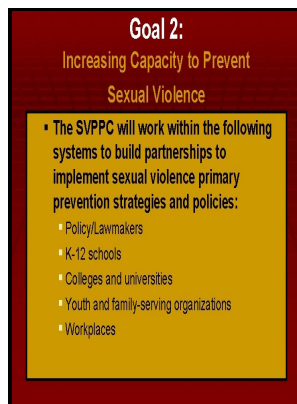 Goal 2:
Increasing Capacity to Prevent
Sexual Violence
▪ The SVPPC will work within the following
systems to build partnerships to
implement sexual violence primary
prevention strategies and policies:
▪ Policy/Lawmakers
▪ K-12 schools
▪ Colleges and universities
▪ Youth and family-serving organizations
▪ Workplaces